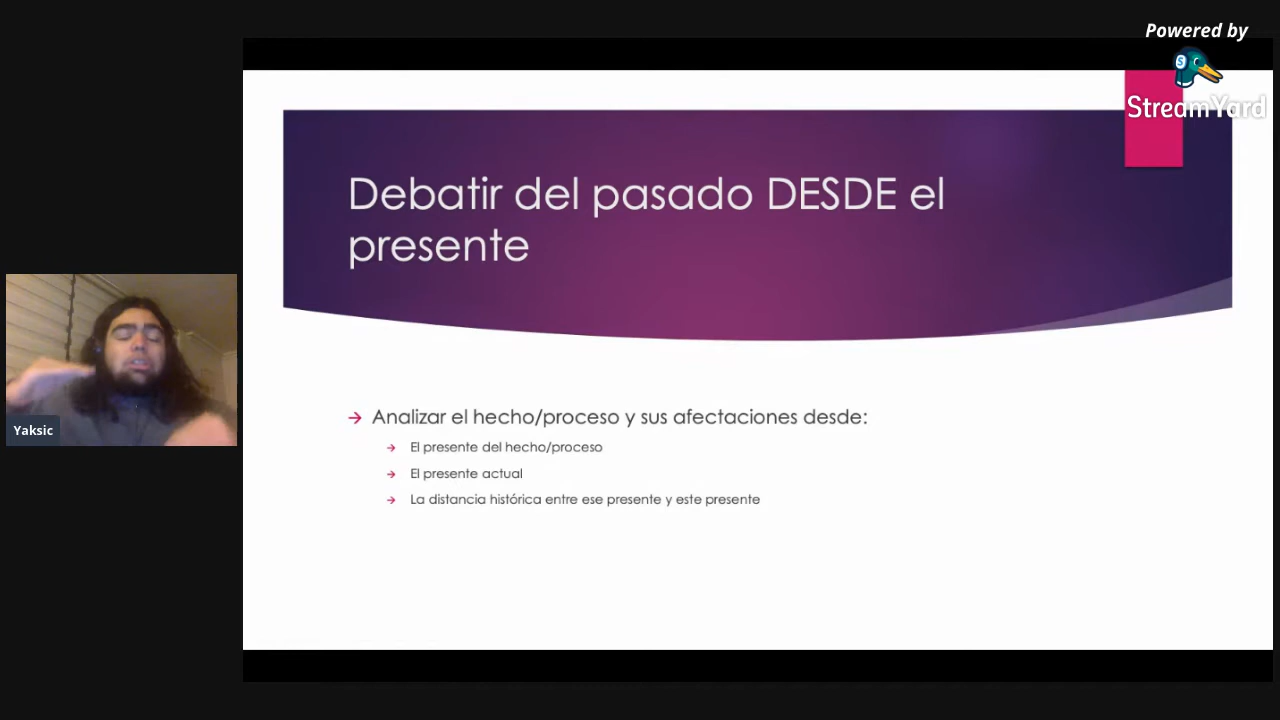 Powered by
StreamYard
Debatir del pasado DESDE el
presente
Analizar el hecho/proceso y sus afectaciones desde:
El presente del hecho/proceso
El presente actual
La distancia histórica entre ese presente y este presente
Yaksic